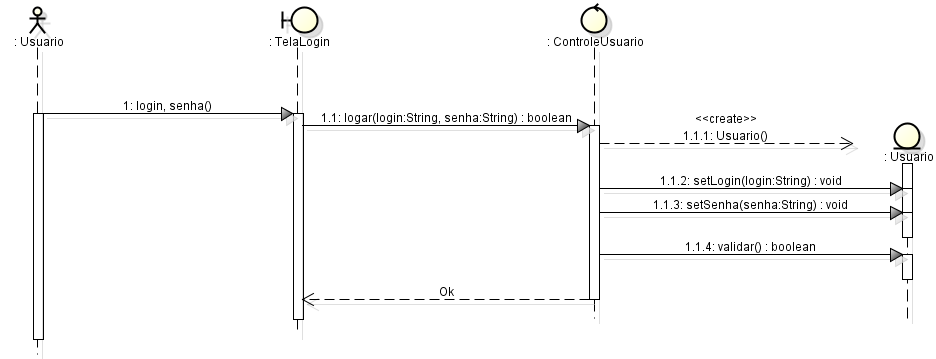 : Usuario
: TelaLogin
: ControleUsuario
1: login, senha()
1.1: logar(login:String, senha:String) : boolean
<<create>>
1.1.1: Usuario()
: Usuario
1.1.2: setLogin(login:String) : void
1.1.3: setSenha(senha:String) : void
1.1.4: validar() : boolean
Ok